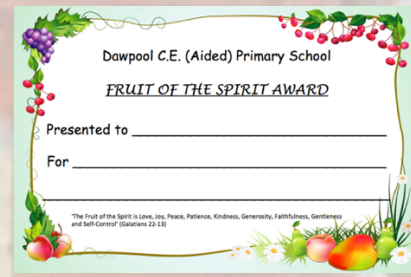 Dawpool C.E. (Aided) Primary School
FRUIT OF THE SPIRIT AWARD
Presented to
For
'The Fruit of the Spirit is Love, Joy, Peace, Patience, Kindness, Generosity, Faithfulness, Gentleness
and Self-Control' (Galatians 22-13)